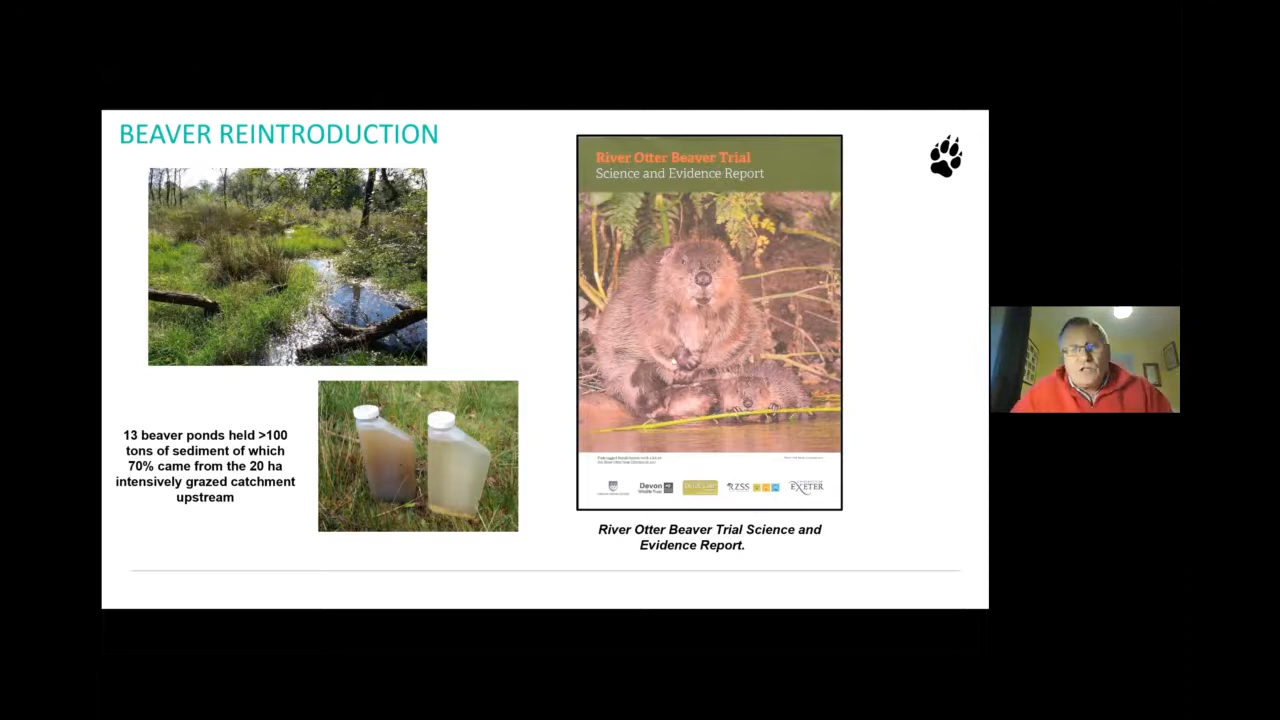 BEAVER REINTRODUCTION
13 beaver ponds held >100
tons of sediment of which
70% came from the 20 ha
intensively grazed catchment
upstream
River Otter Beaver Trial
Science and Evidence Report
Devon
RZSS
EXETER
River Otter Beaver Trial Science and
Evidence Report.